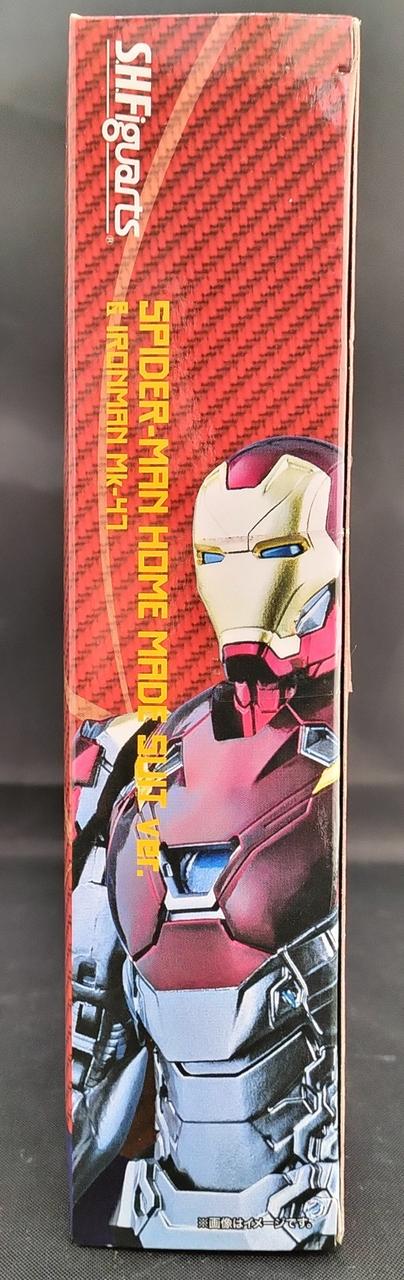 S.H.Figuarts®
SPIDER-MAN HOME MADE SUIT ver.
& IRONMAN Mk-47
※画像はイメージです。